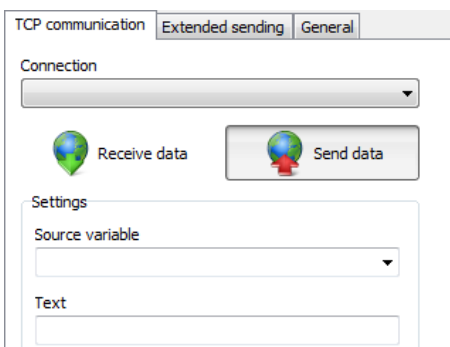 TCP communication Extended sending General
Connection
Receive data Send data
Settings
Source variable
Text